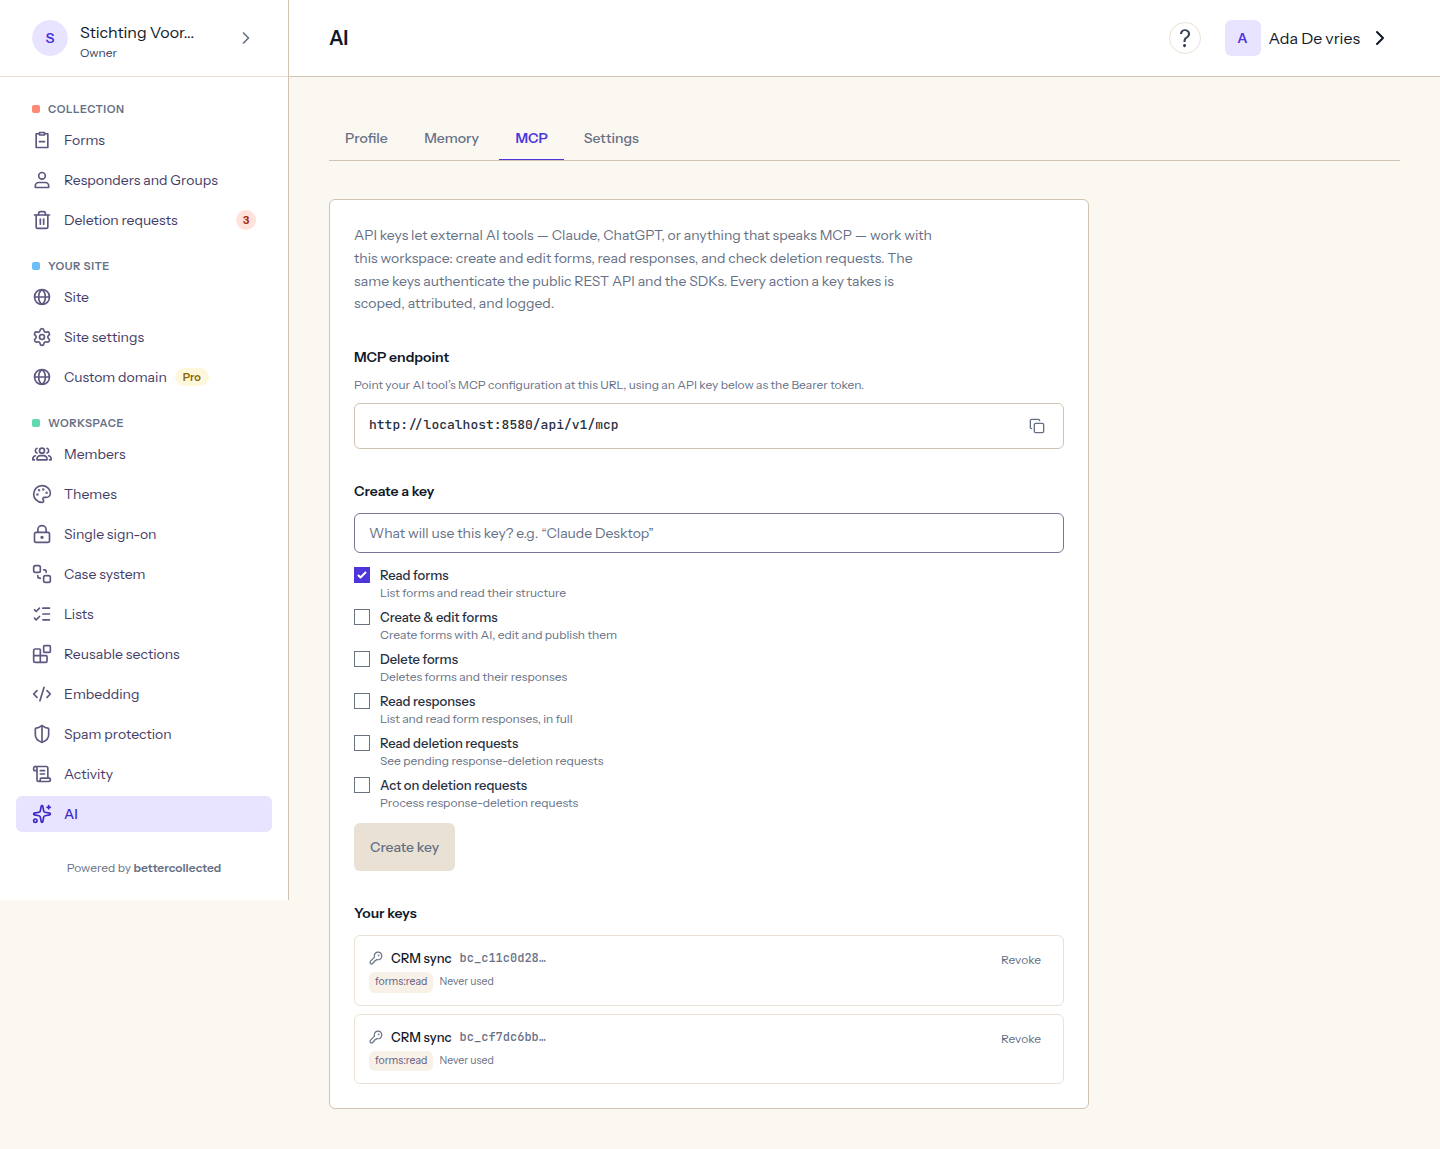 S
Stichting Voor...
Owner
COLLECTION
Forms
Responders and Groups
Deletion requests
3
YOUR SITE
Site
Site settings
Custom domain
Pro
WORKSPACE
Members
Themes
Single sign-on
Case system
Lists
Reusable sections
Embedding
Spam protection
Activity
AI
Powered by bettercollected
AI
?
A
Ada De vries
Profile
Memory
MCP
Settings
API keys let external AI tools — Claude, ChatGPT, or anything that speaks MCP — work with
this workspace: create and edit forms, read responses, and check deletion requests. The
same keys authenticate the public REST API and the SDKs. Every action a key takes is
scoped, attributed, and logged.
MCP endpoint
Point your AI tool's MCP configuration at this URL, using an API key below as the Bearer token.
http://localhost:8580/api/v1/mcp
Create a key
What will use this key? e.g. “Claude Desktop”
Read forms
List forms and read their structure
Create & edit forms
Create forms with AI, edit and publish them
Delete forms
Deletes forms and their responses
Read responses
List and read form responses, in full
Read deletion requests
See pending response-deletion requests
Act on deletion requests
Process response-deletion requests
Create key
Your keys
CRM sync bc_c11c0d28…
Revoke
forms:read Never used
CRM sync bc_cf7dc6bb…
Revoke
forms:read Never used